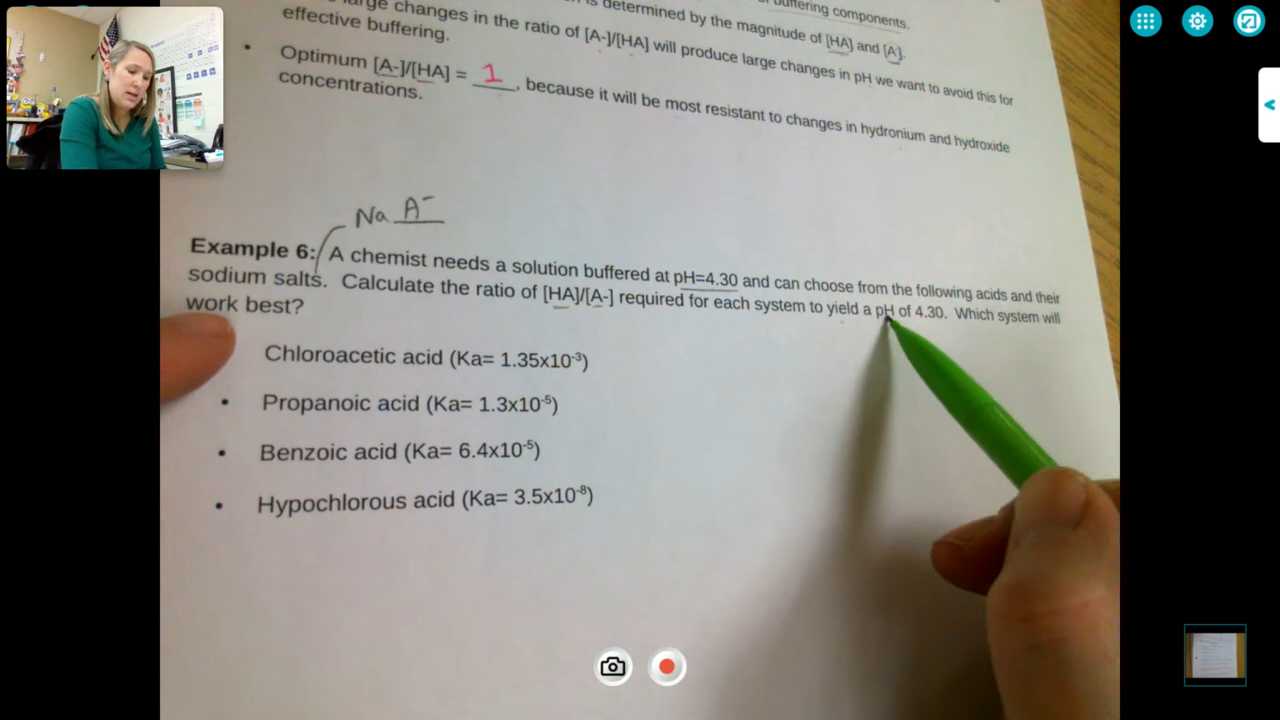 is determined by the magnitude of [HA] and [A-].
large changes in the ratio of [A-]/[HA] will produce large changes in pH we want to avoid this for
effective buffering.
• Optimum [A-]/[HA] = 1, because it will be most resistant to changes in hydronium and hydroxide
concentrations.
Na A-
Example 6: A chemist needs a solution buffered at pH=4.30 and can choose from the following acids and their
sodium salts. Calculate the ratio of [HA]/[A-] required for each system to yield a pH of 4.30. Which system will
work best?
Chloroacetic acid (Ka= 1.35x10⁻³)
• Propanoic acid (Ka= 1.3x10⁻⁵)
• Benzoic acid (Ka= 6.4x10⁻⁵)
• Hypochlorous acid (Ka= 3.5x10⁻⁸)